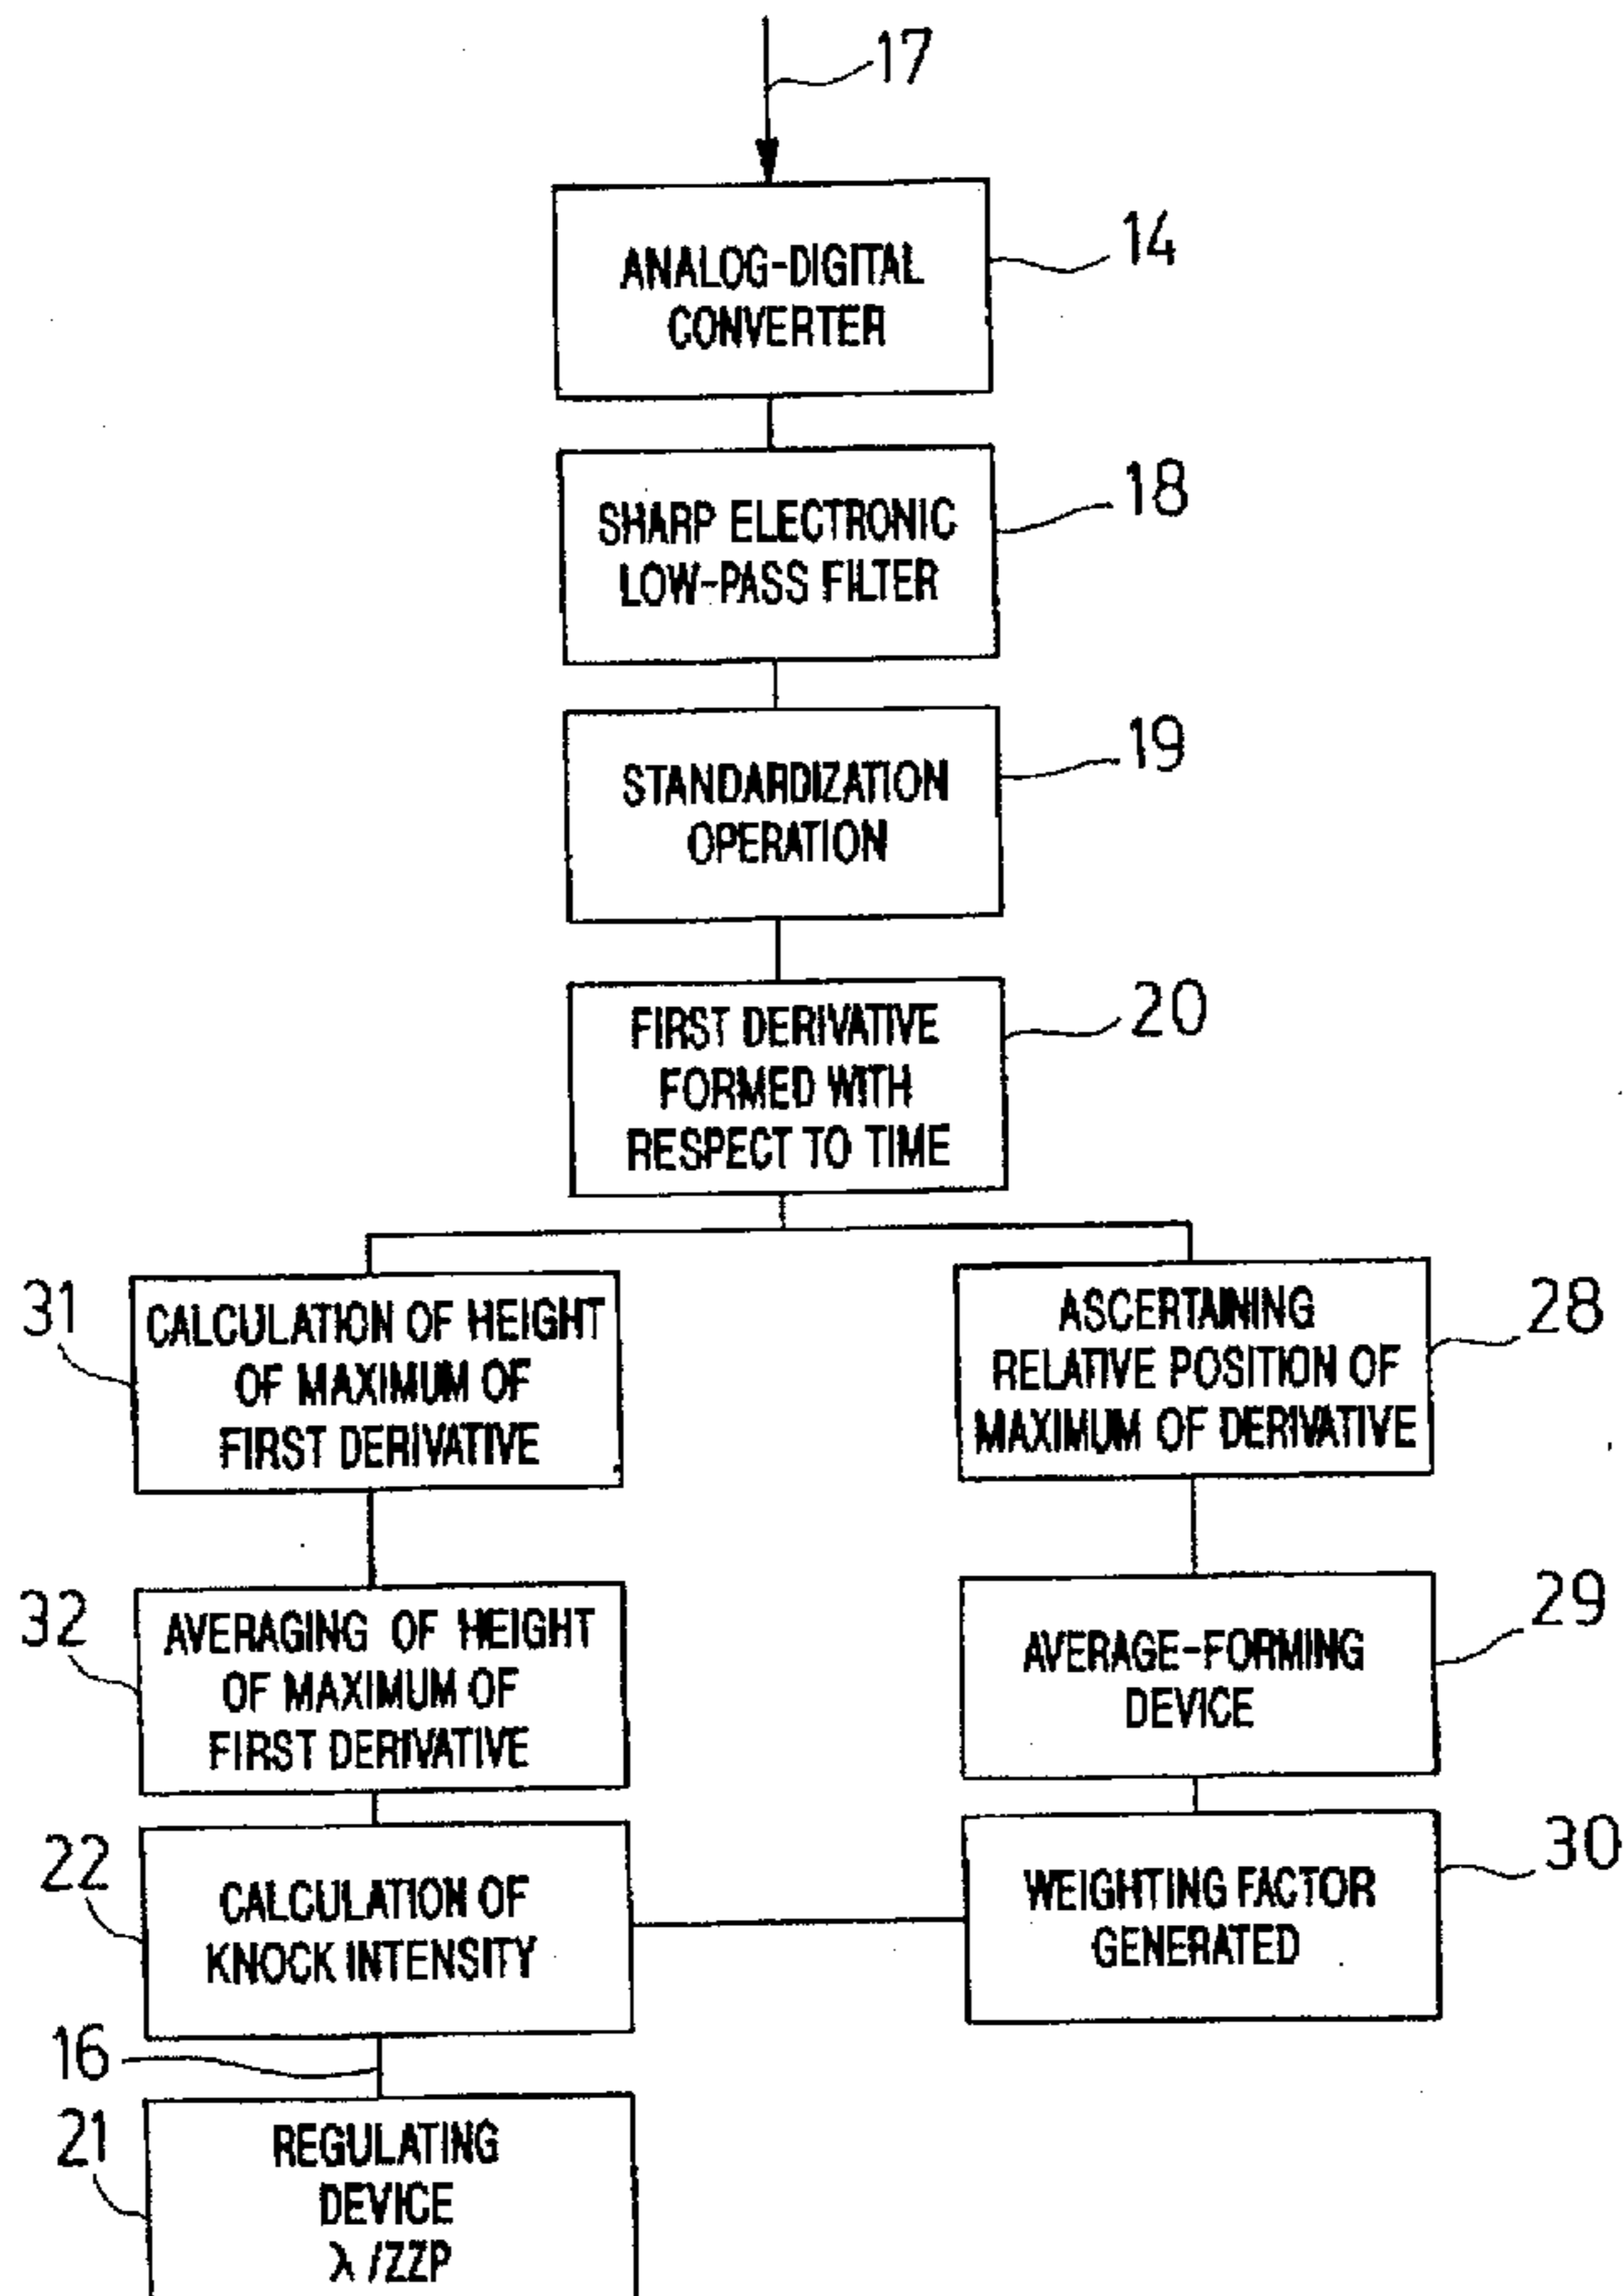 17
ANALOG-DIGITAL
CONVERTER
14
SHARP ELECTRONIC
LOW-PASS FILTER
18
STANDARDIZATION
OPERATION
19
FIRST DERIVATIVE
FORMED WITH
RESPECT TO TIME
20
31
CALCULATION OF HEIGHT
OF MAXIMUM OF
FIRST DERIVATIVE
ASCERTAINING
RELATIVE POSITION OF
MAXIMUM OF DERIVATIVE
28
32
AVERAGING OF HEIGHT
OF MAXIMUM OF
FIRST DERIVATIVE
AVERAGE-FORMING
DEVICE
29
22
CALCULATION OF
KNOCK INTENSITY
WEIGHTING FACTOR
GENERATED
30
16
21
REGULATING
DEVICE
λ /ZZP